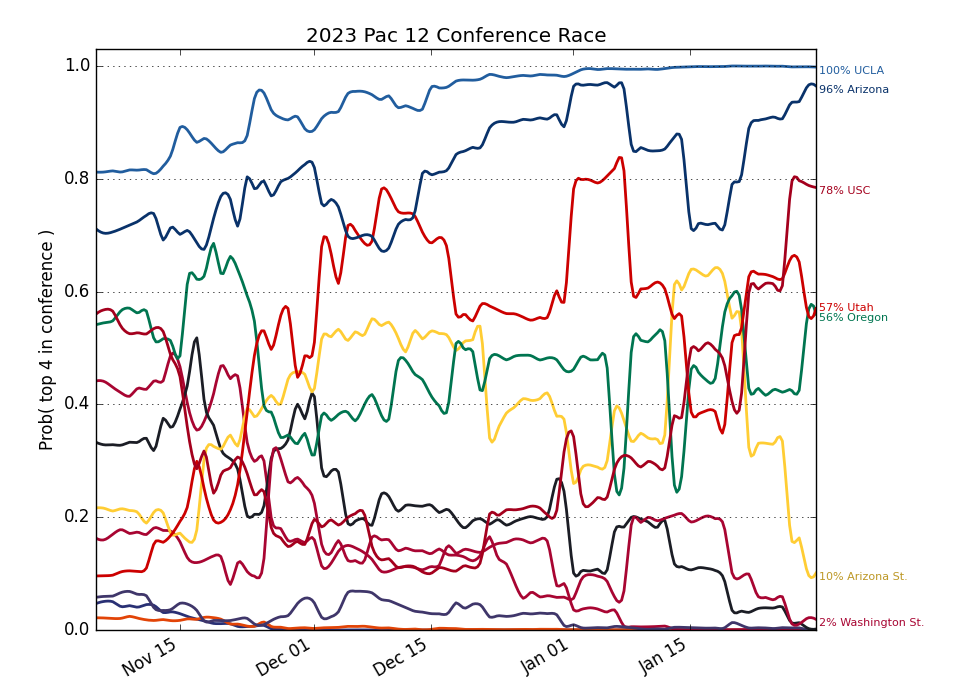 2023 Pac 12 Conference Race
Prob( top 4 in conference )
1.0
0.8
0.6
0.4
0.2
0.0
Nov 15
Dec 01
Dec 15
Jan 01
Jan 15
100% UCLA
96% Arizona
78% USC
57% Utah
56% Oregon
10% Arizona St.
2% Washington St.